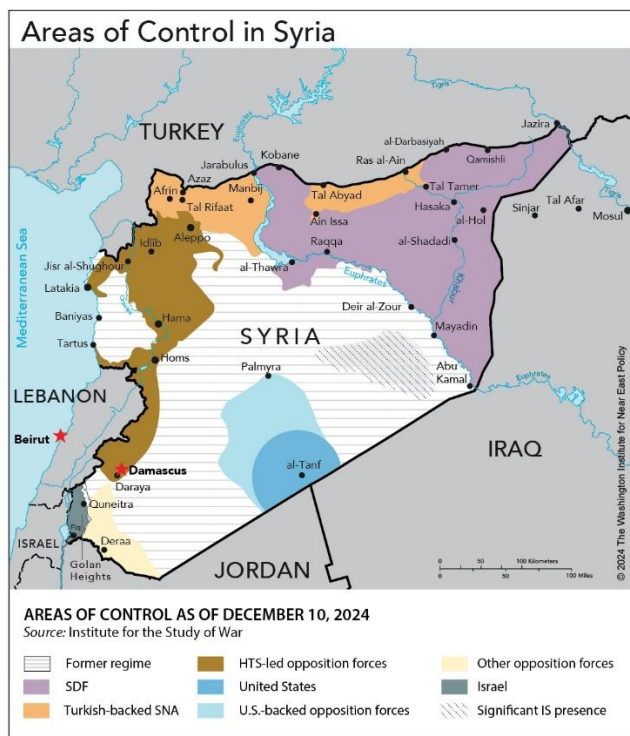 Areas of Control in Syria
Tigris
TURKEY
Euphrates
Jazira
Kobane
al-Darbasiyah
Qamishli
Azaz
Jarabulus
Ras al-Ain
Afrin
Manbij
Tal Rifaat
Tal Abyad
Tal Tamer
Tigris
Hasaka
al-Hol
Sinjar
Tal Afar
Mosul
Aleppo
Ain Issa
Idlib
Raqqa
al-Shadadi
Jisr al-Shughour
al-Thawra
Mediterranean Sea
Latakia
Euphrates
Khabur
Baniyas
Hama
Deir al-Zour
SYRIA
Mayadin
Tartus
Homs
Palmyra
Abu
Kamal
Euphrates
LEBANON
Beirut
IRAQ
Damascus
Daraya
al-Tanf
Quneitra
ISRAEL
Fiq
Deraa
Golan
Heights
JORDAN
0 50 100 Kilometers
0 50 100 Miles
© 2024 The Washington Institute for Near East Policy
AREAS OF CONTROL AS OF DECEMBER 10, 2024
Source: Institute for the Study of War
Former regime
SDF
Turkish-backed SNA
HTS-led opposition forces
United States
U.S.-backed opposition forces
Other opposition forces
Israel
Significant IS presence